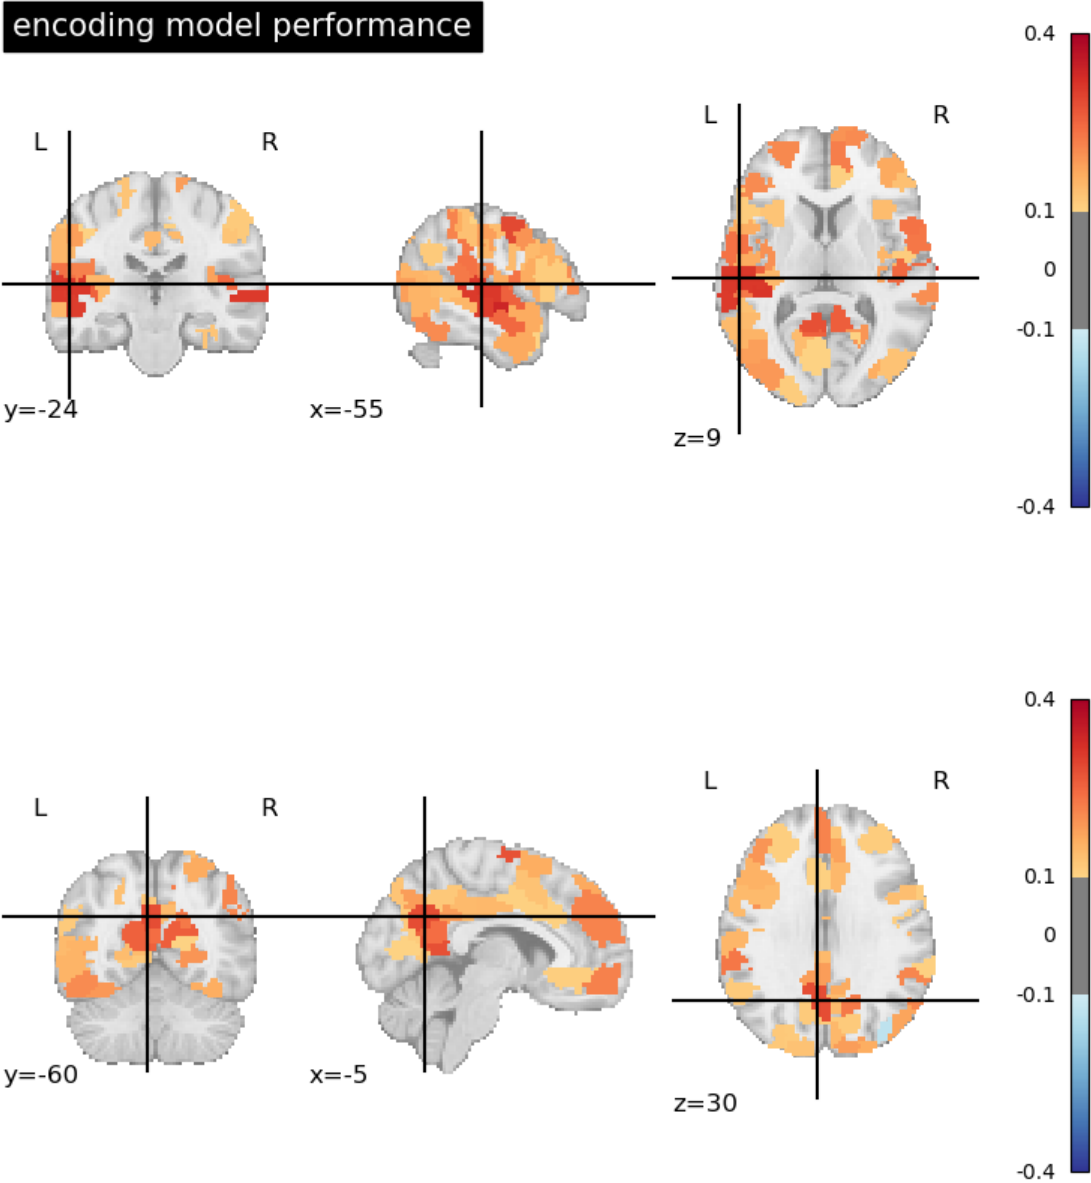 encoding model performance
0.4
L R L R
0.1
0
-0.1
y=-24 x=-55 z=9
-0.4
0.4
L R L R
0.1
0
-0.1
y=-60 x=-5 z=30
-0.4